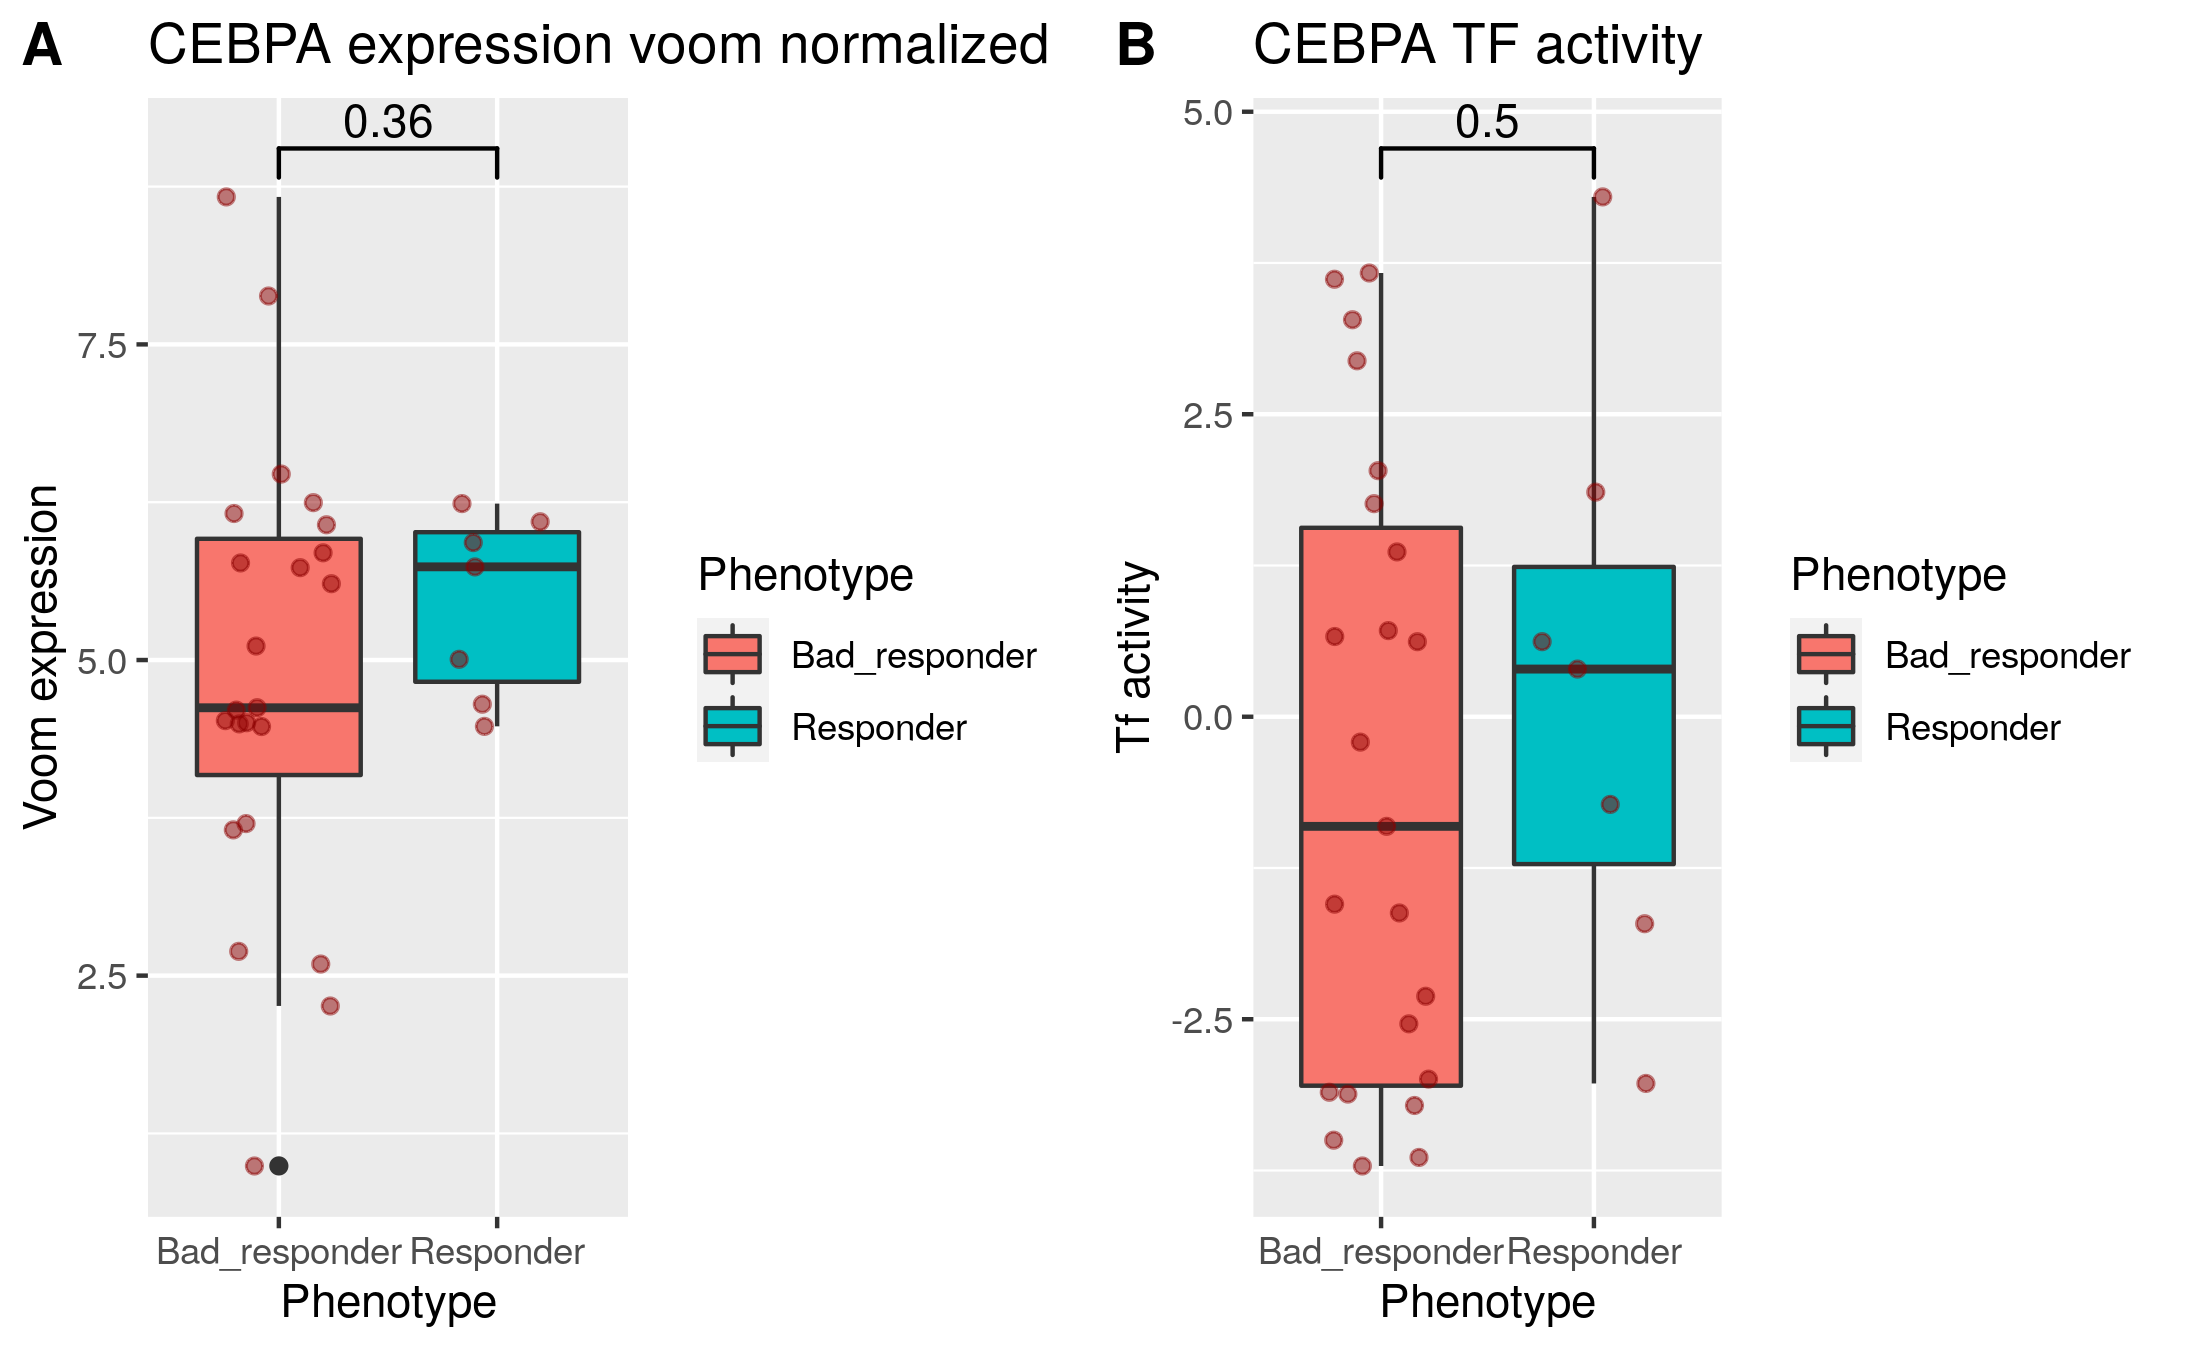 A CEBPA expression voom normalized
0.36
7.5
5.0
2.5
Voom expression
Bad_responder Responder
Phenotype
Phenotype
Bad_responder
Responder
B CEBPA TF activity
0.5
5.0
2.5
0.0
-2.5
Tf activity
Bad_responder Responder
Phenotype
Phenotype
Bad_responder
Responder